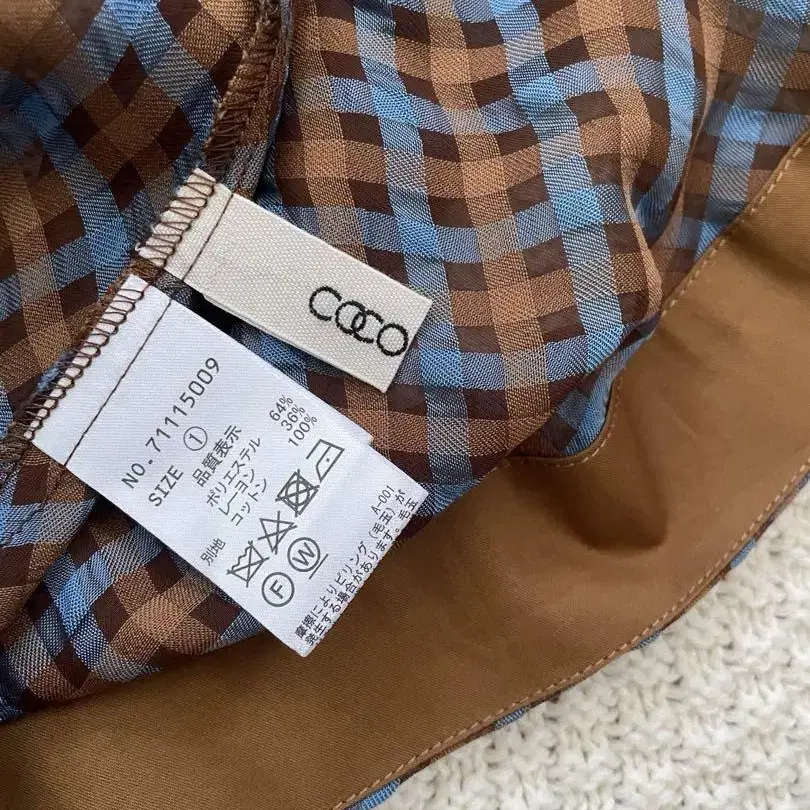 COCO
NO-71115009
SIZE ①
品質表示
ポリエステル 64%
レーヨン 36%
別地 コットン 100%
F W
A-001
摩擦によりピリング(毛玉)が
発生する場合があります。毛玉